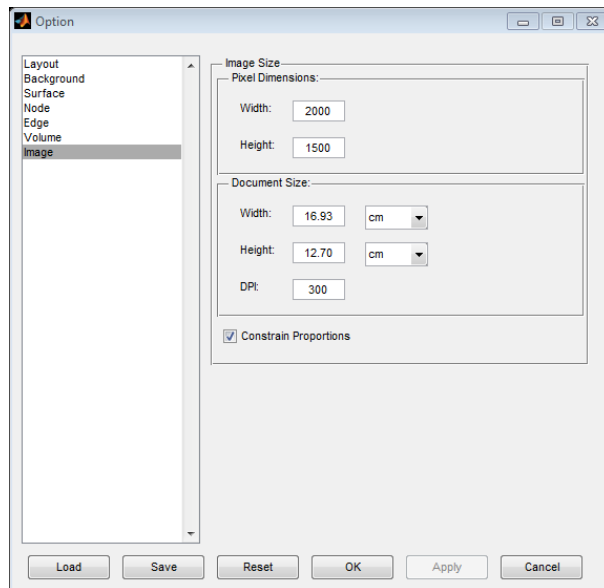 Option
Layout
Background
Surface
Node
Edge
Volume
Image
Image Size
Pixel Dimensions:
Width: 2000
Height: 1500
Document Size:
Width: 16.93 cm
Height: 12.70 cm
DPI: 300
Constrain Proportions
Load Save Reset OK Apply Cancel